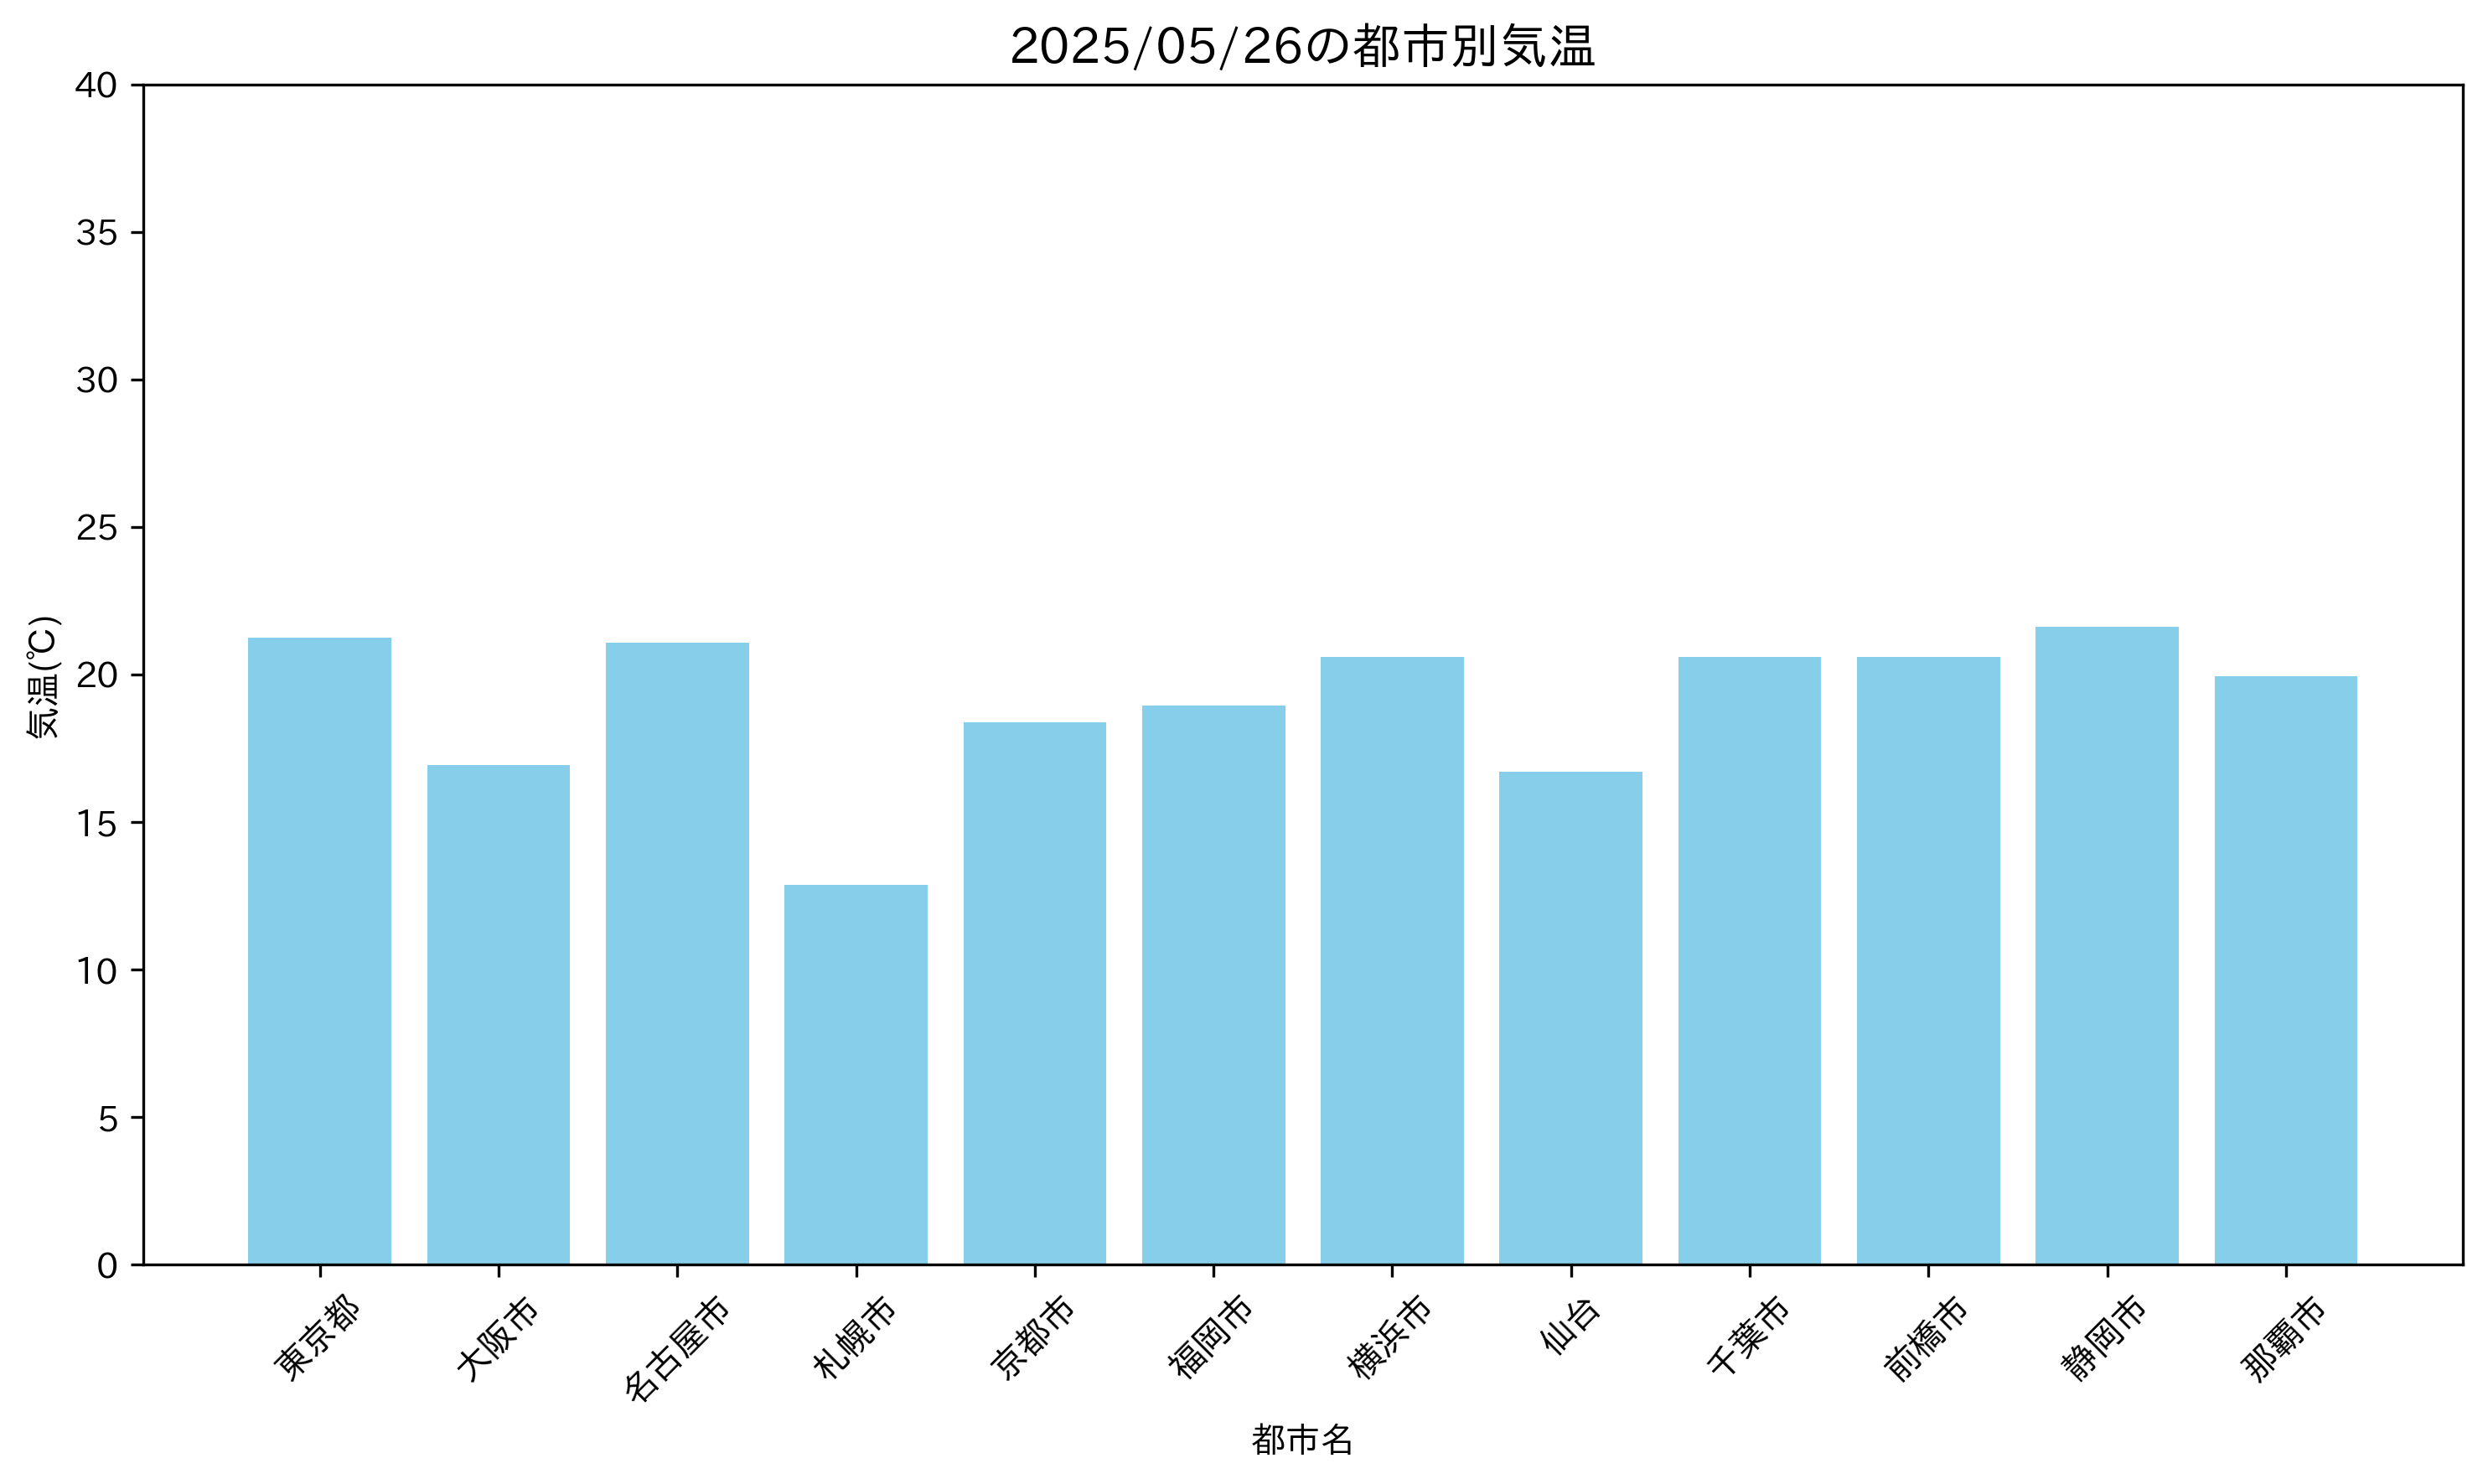 2025/05/26の都市別気温
気温(℃)
40
35
30
25
20
15
10
5
0
東京都
大阪市
名古屋市
札幌市
京都市
福岡市
横浜市
仙台
千葉市
前橋市
静岡市
那覇市
都市名